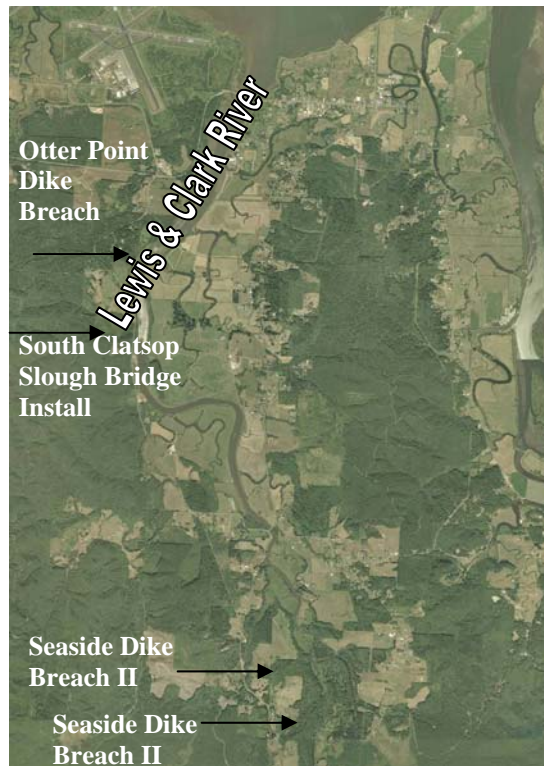 Lewis & Clark River
Otter Point
Dike
Breach
South Clatsop
Slough Bridge
Install
Seaside Dike
Breach II
Seaside Dike
Breach II